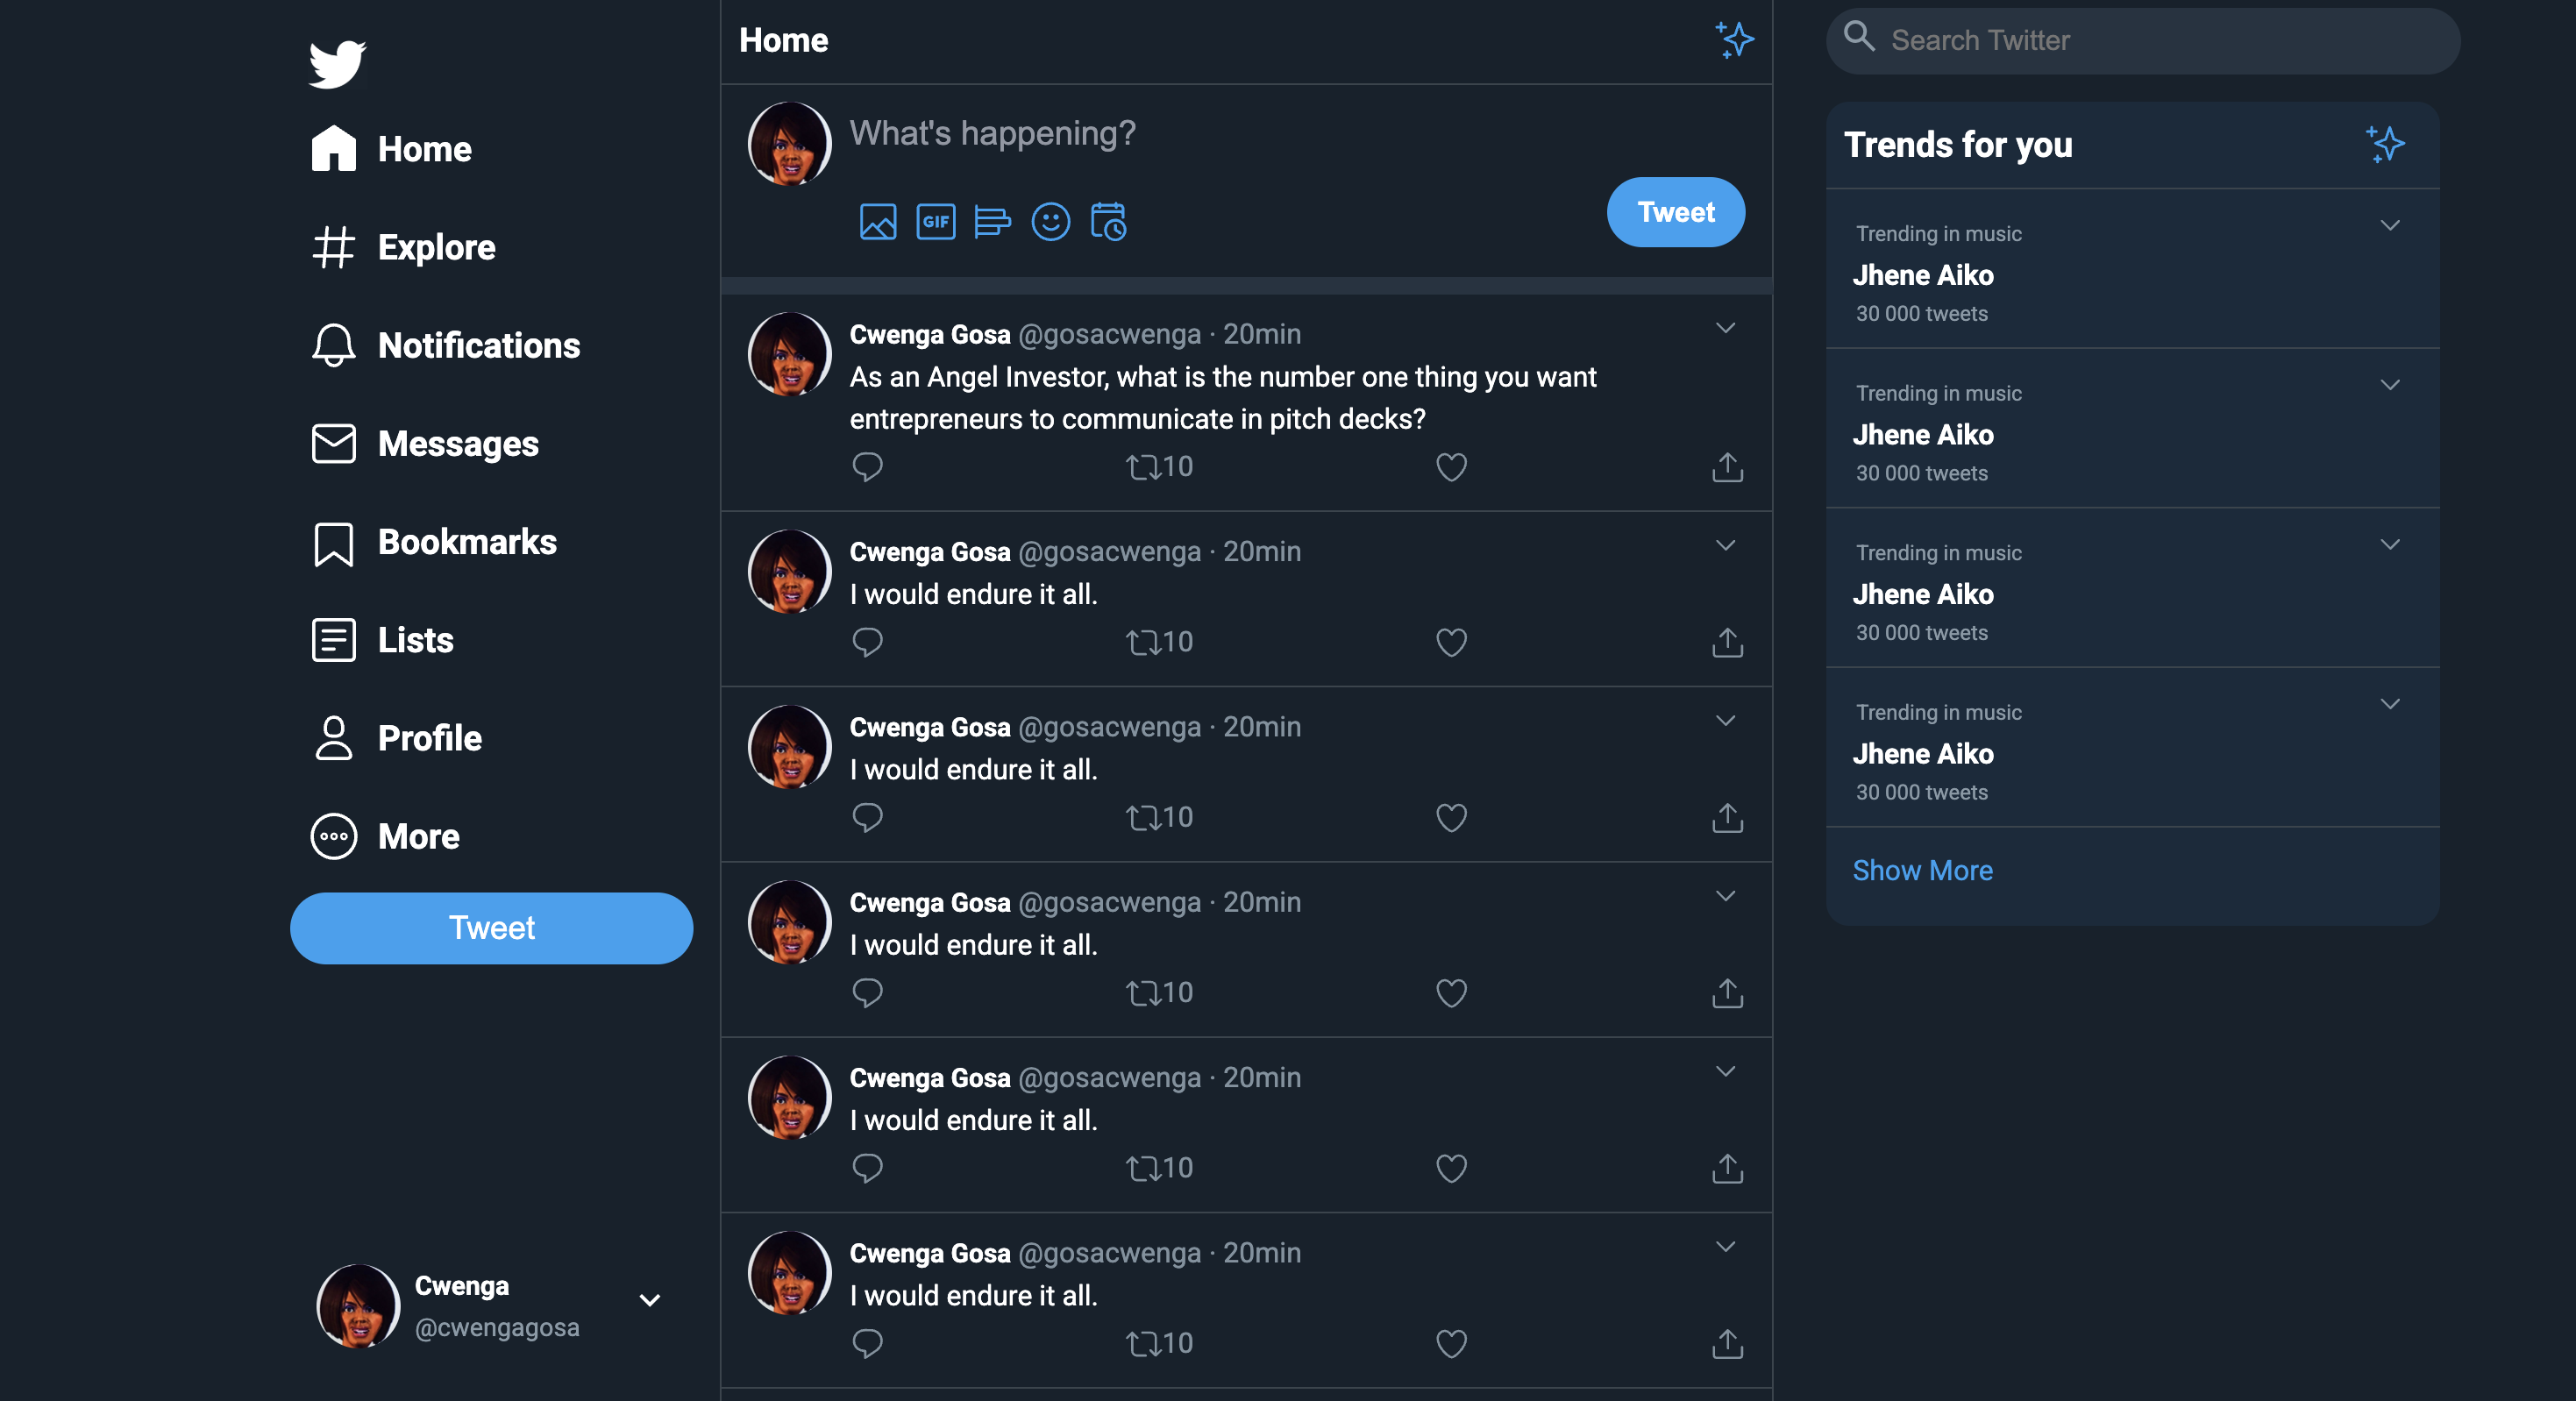 Home
Explore
Notifications
Messages
Bookmarks
Lists
Profile
More
Tweet
Cwenga
@cwengagosa
Home
What's happening?
GIF
Tweet
Cwenga Gosa @gosacwenga · 20min
As an Angel Investor, what is the number one thing you want
entrepreneurs to communicate in pitch decks?
10
Cwenga Gosa @gosacwenga · 20min
I would endure it all.
10
Cwenga Gosa @gosacwenga · 20min
I would endure it all.
10
Cwenga Gosa @gosacwenga · 20min
I would endure it all.
10
Cwenga Gosa @gosacwenga · 20min
I would endure it all.
10
Cwenga Gosa @gosacwenga · 20min
I would endure it all.
10
Search Twitter
Trends for you
Trending in music
Jhene Aiko
30 000 tweets
Trending in music
Jhene Aiko
30 000 tweets
Trending in music
Jhene Aiko
30 000 tweets
Trending in music
Jhene Aiko
30 000 tweets
Show More